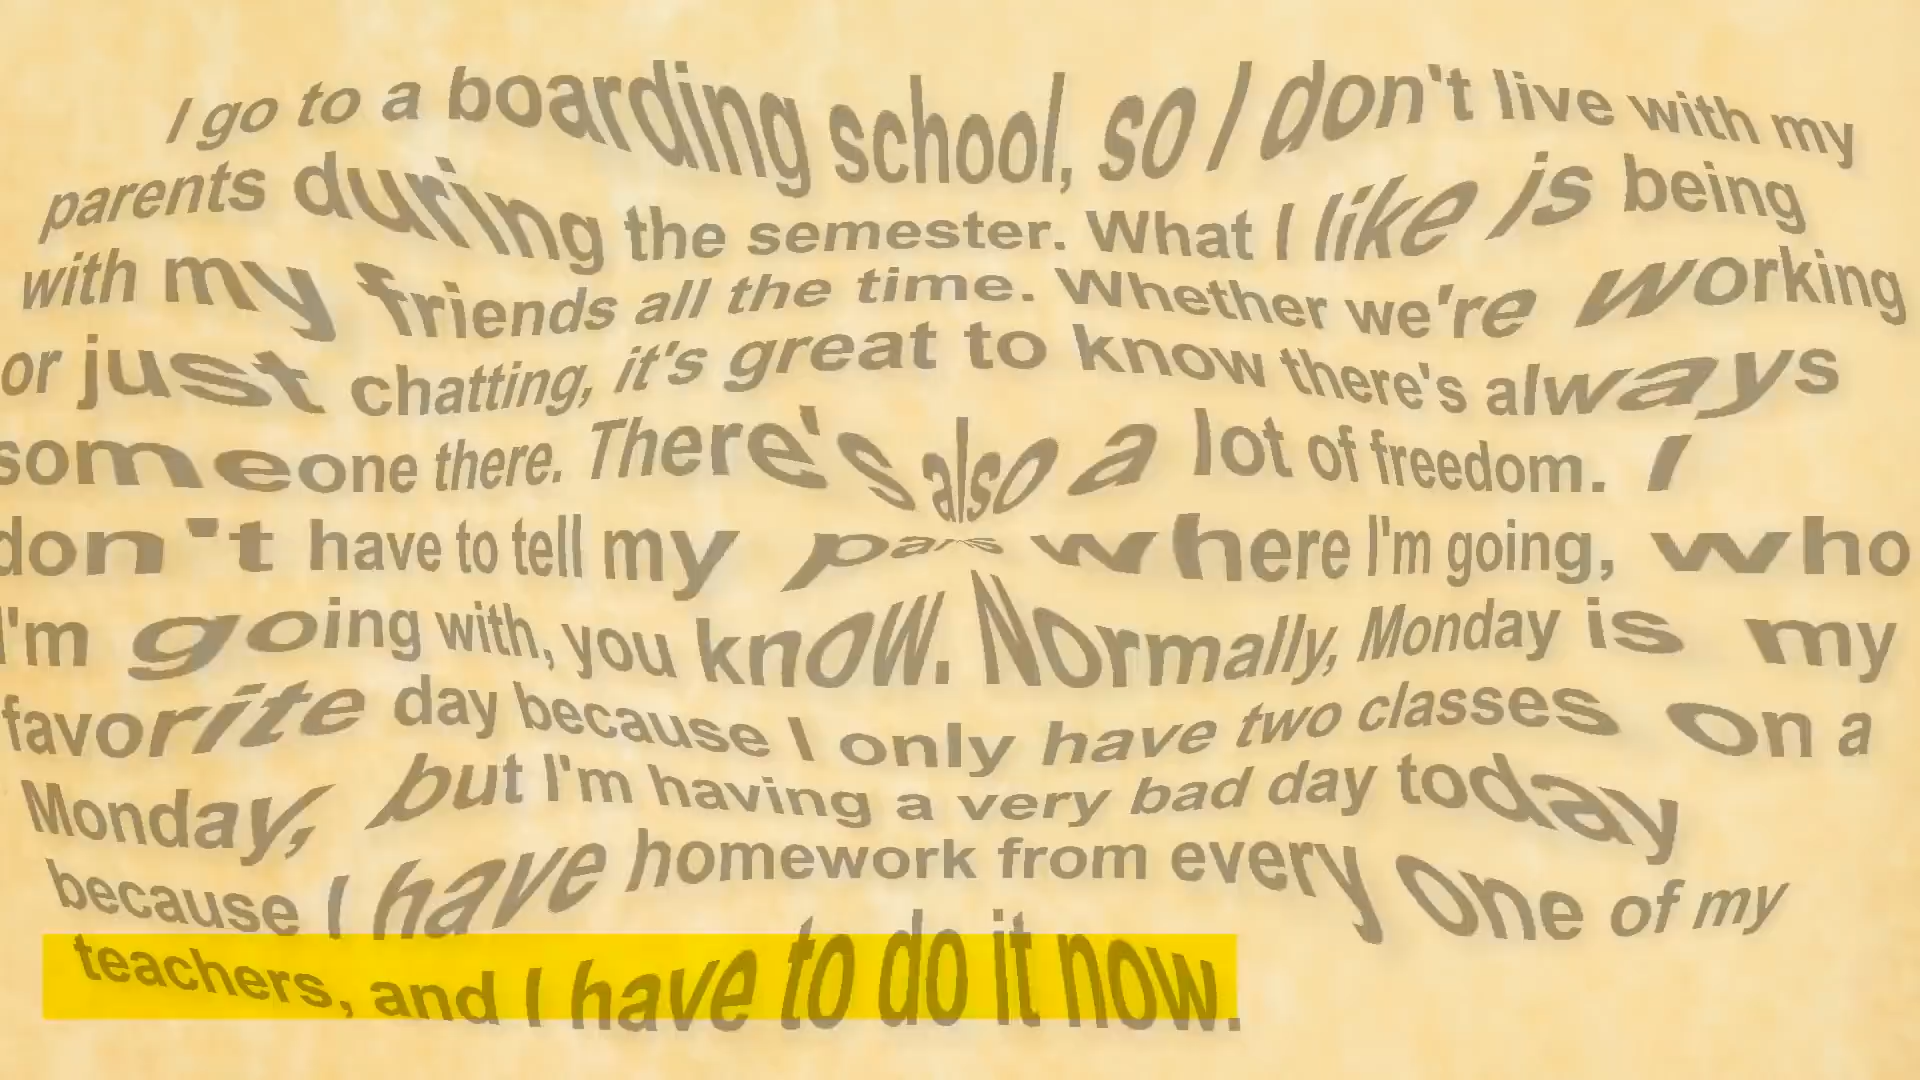 I go to a boarding school, so I don't live with my
parents during the semester. What I like is being
with my friends all the time. Whether we're working
or just chatting, it's great to know there's always
someone there. There's also a lot of freedom. I
don't have to tell my where I'm going, who
I'm going with, you know. Normally, Monday is my
favorite day because I only have two classes on a
Monday, but I'm having a very bad day today
because I have homework from every one of my
teachers, and I have to do it now.